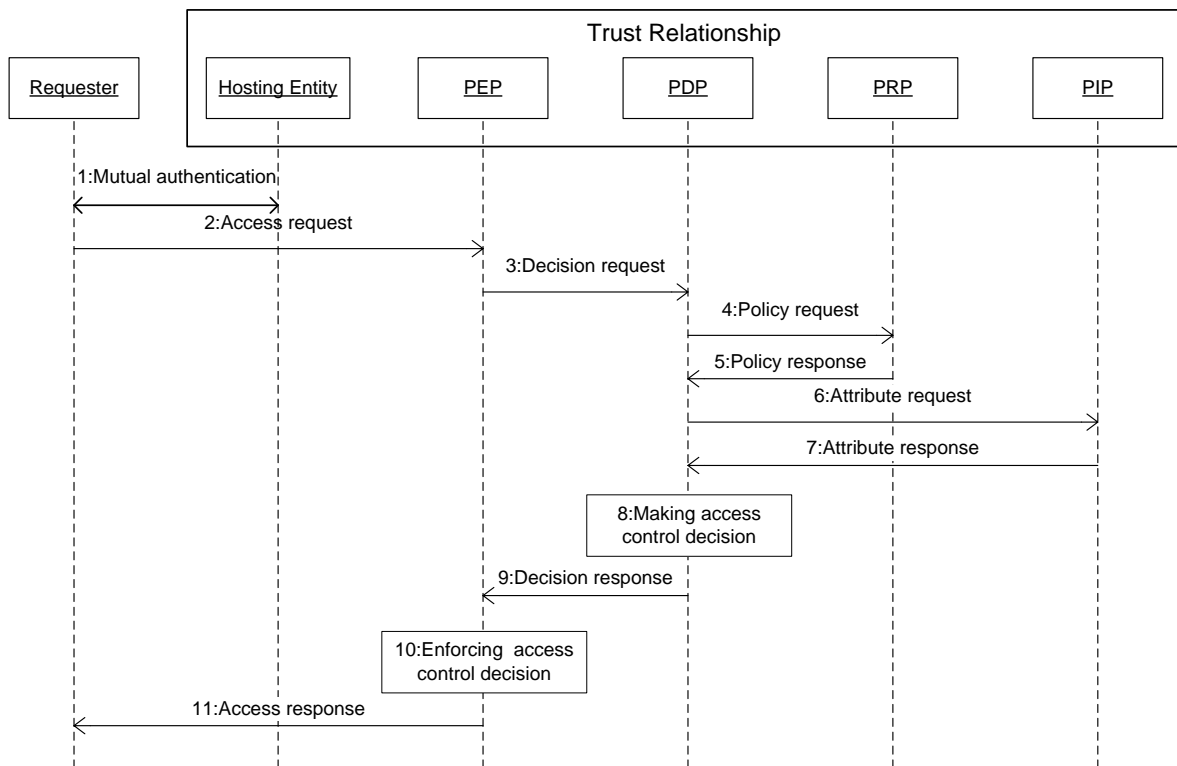 Trust Relationship
Requester
Hosting Entity
PEP
PDP
PRP
PIP
1:Mutual authentication
2:Access request
3:Decision request
4:Policy request
5:Policy response
6:Attribute request
7:Attribute response
8:Making access
control decision
9:Decision response
10:Enforcing  access
control decision
11:Access response